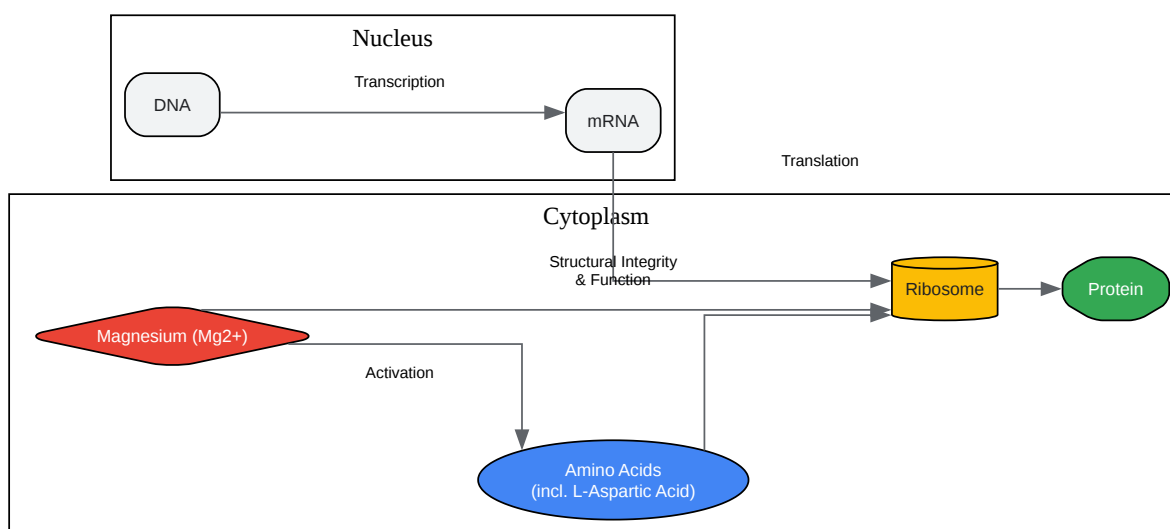 Nucleus
Transcription
DNA
mRNA
Translation
Cytoplasm
Structural Integrity
& Function
Ribosome
Protein
Magnesium (Mg2+)
Activation
Amino Acids
(incl. L-Aspartic Acid)